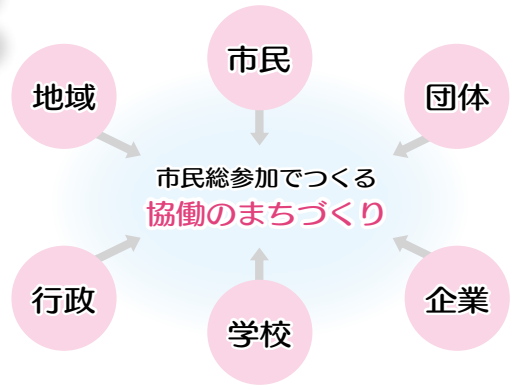 市民
地域
団体
市民総参加でつくる
協働のまちづくり
行政
企業
学校